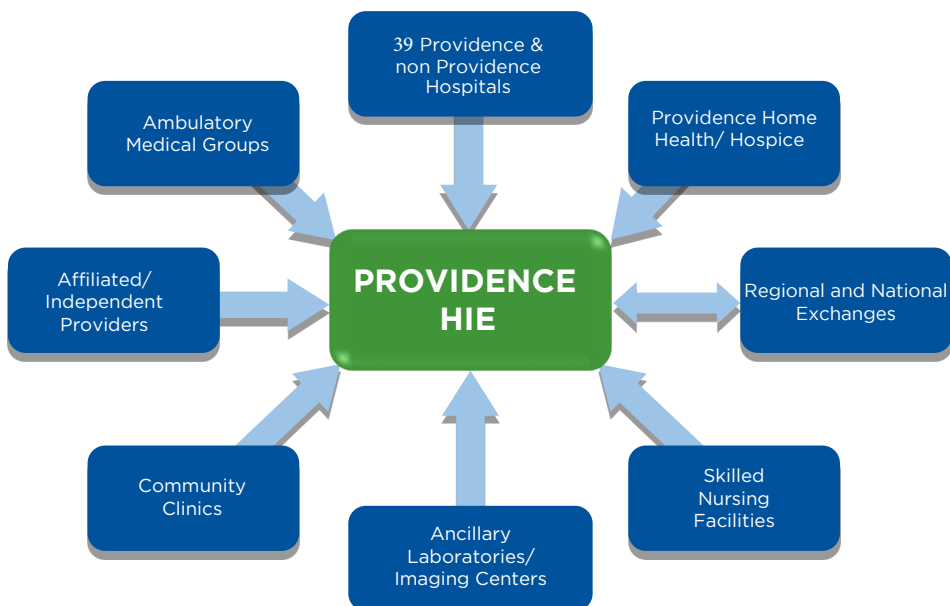 39 Providence &
non Providence
Hospitals
Ambulatory
Medical Groups
Providence Home
Health/ Hospice
Affiliated/
Independent
Providers
PROVIDENCE
HIE
Regional and National
Exchanges
Community
Clinics
Ancillary
Laboratories/
Imaging Centers
Skilled
Nursing
Facilities